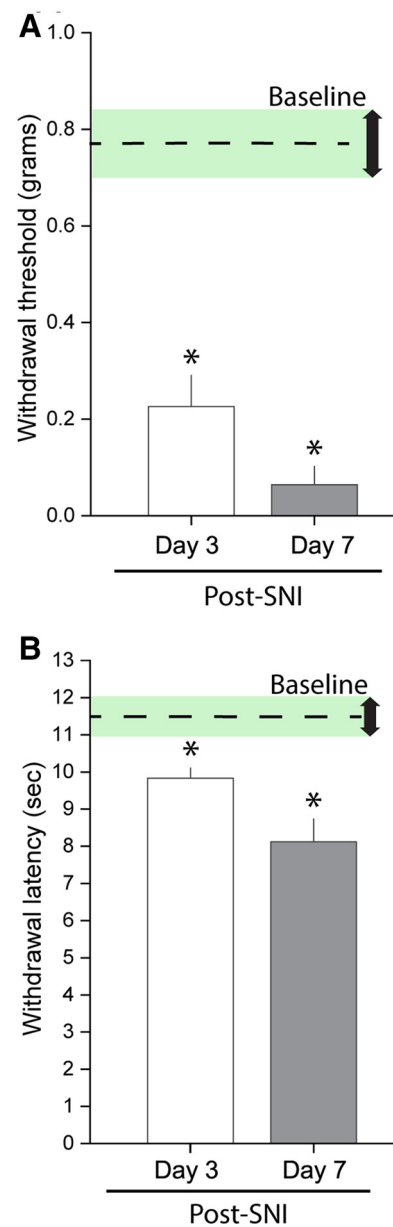 A
1.0
Baseline
0.8
0.6
0.4
0.2
0.0
Withdrawal threshold (grams)
*
*
Day 3 Day 7
Post-SNI
B
13
12
11
10
9
8
7
6
5
4
3
2
1
0
Baseline
Withdrawal latency (sec)
*
*
Day 3 Day 7
Post-SNI